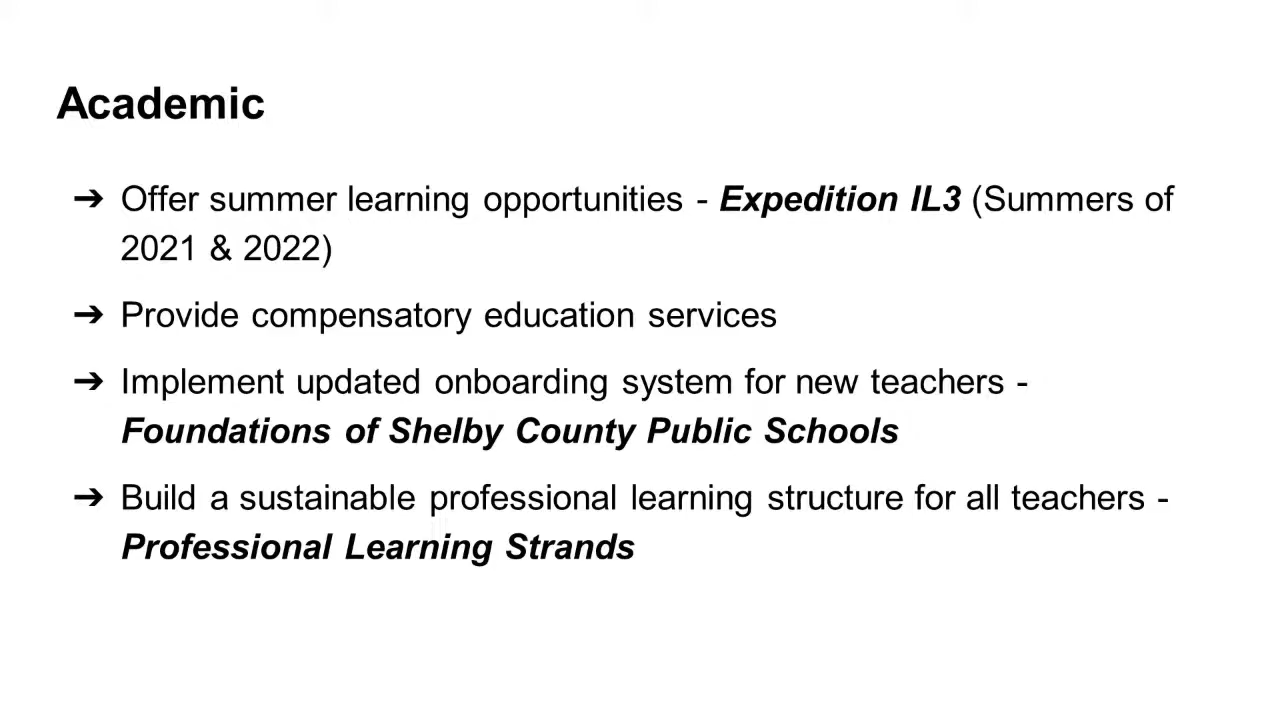 Academic
➔ Offer summer learning opportunities - Expedition IL3 (Summers of
2021 & 2022)
➔ Provide compensatory education services
➔ Implement updated onboarding system for new teachers -
Foundations of Shelby County Public Schools
➔ Build a sustainable professional learning structure for all teachers -
Professional Learning Strands